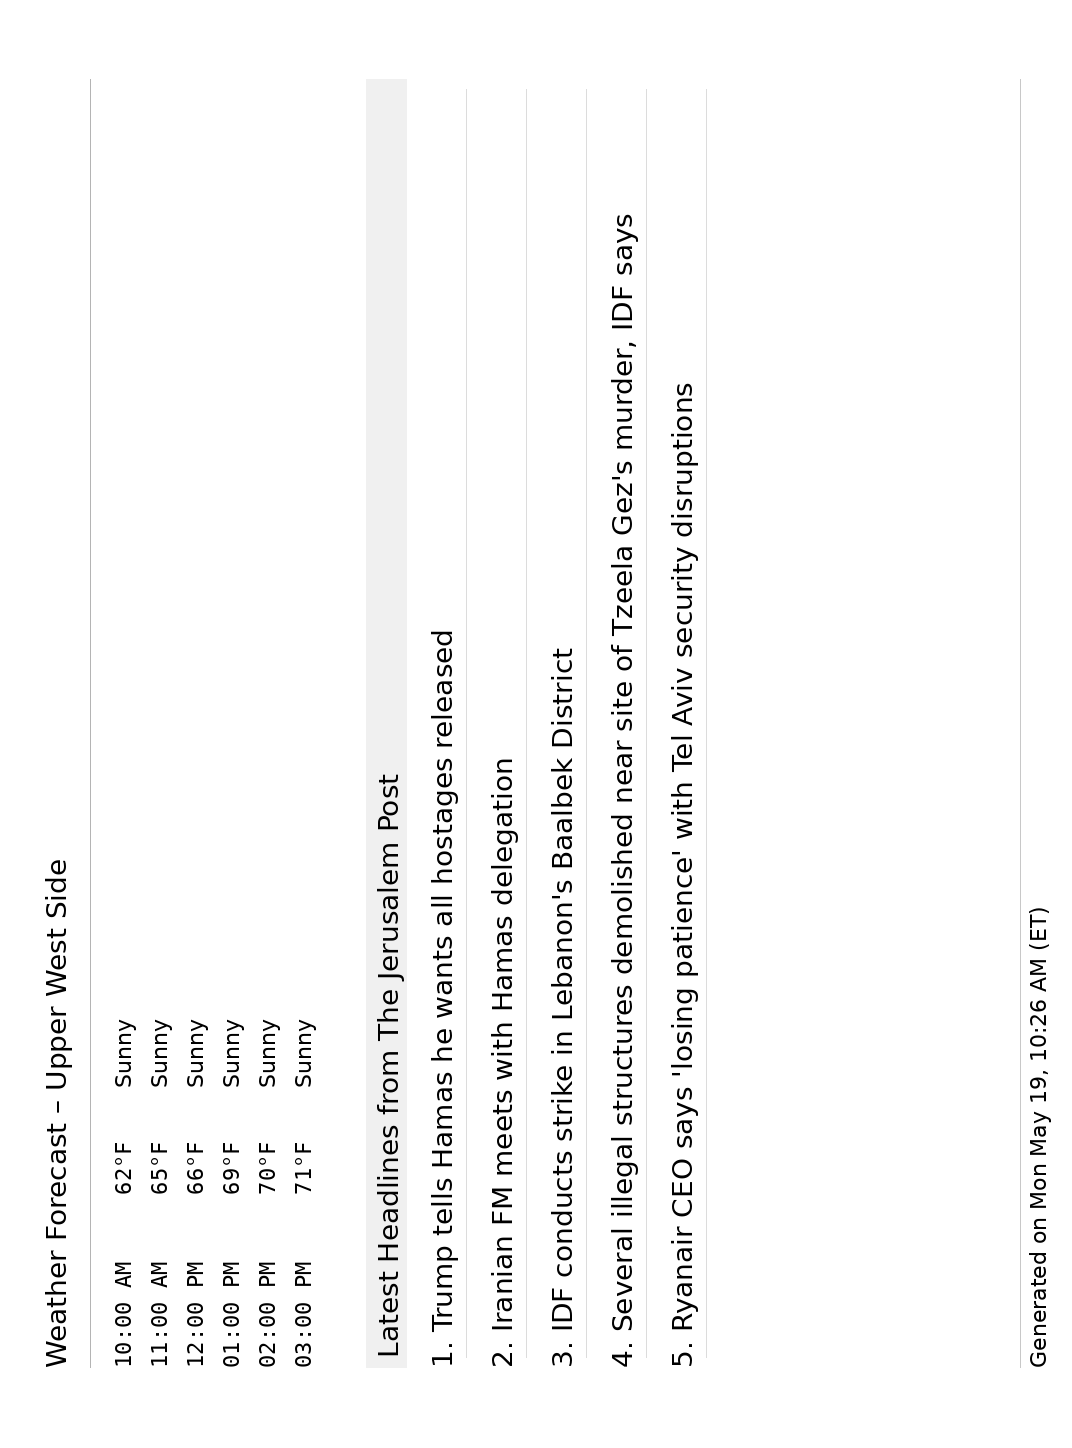 Weather Forecast – Upper West Side
10:00 AM 62°F Sunny
11:00 AM 65°F Sunny
12:00 PM 66°F Sunny
01:00 PM 69°F Sunny
02:00 PM 70°F Sunny
03:00 PM 71°F Sunny
Latest Headlines from The Jerusalem Post
1. Trump tells Hamas he wants all hostages released
2. Iranian FM meets with Hamas delegation
3. IDF conducts strike in Lebanon's Baalbek District
4. Several illegal structures demolished near site of Tzeela Gez's murder, IDF says
5. Ryanair CEO says 'losing patience' with Tel Aviv security disruptions
Generated on Mon May 19, 10:26 AM (ET)